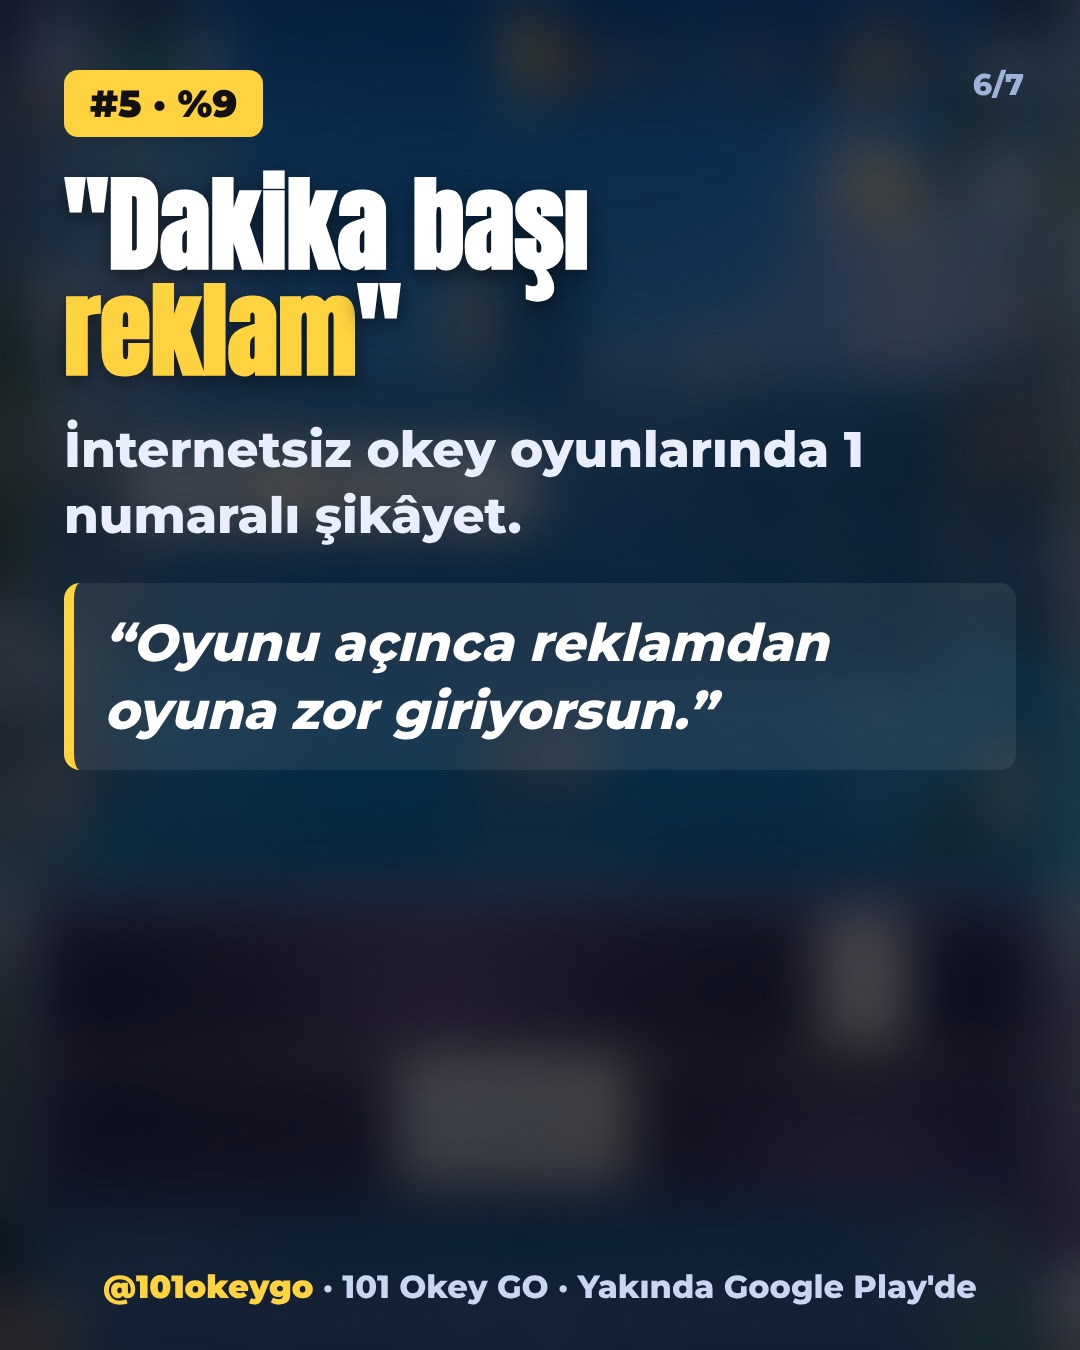 #5 • %9
6/7
"Dakika başı
reklam"
İnternetsiz okey oyunlarında 1
numaralı şikâyet.
“Oyunu açınca reklamdan
oyuna zor giriyorsun.”
@101okeygo · 101 Okey GO · Yakında Google Play'de